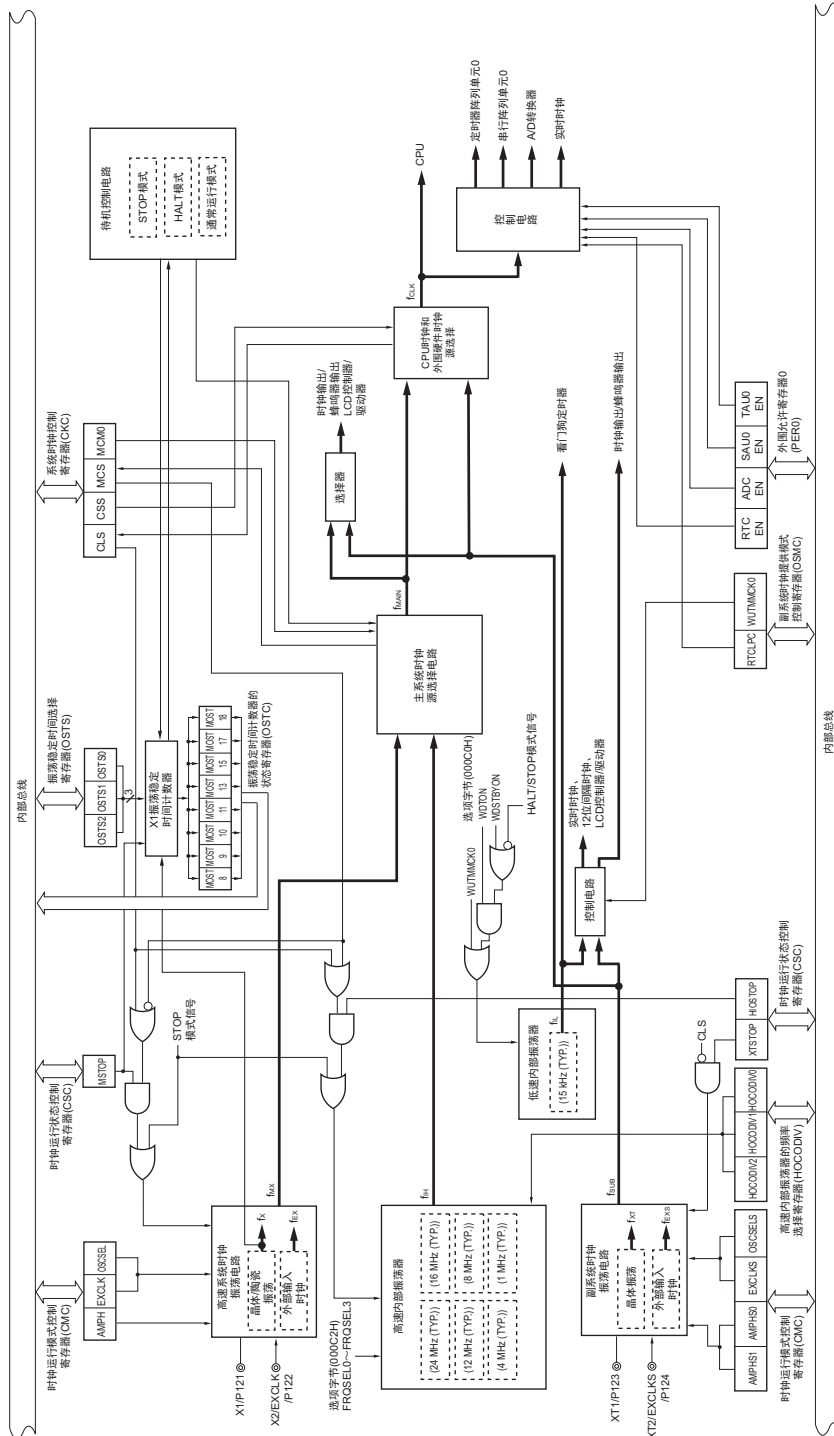 内部总线
时钟运行模式控制
寄存器(CMC)
AMPH
EXCLK
OSCSEL
时钟运行状态控制
寄存器(CSC)
MSTOP
振荡稳定时间选择
寄存器(OSTS)
OSTS2
OSTS1
OSTS0
3
X1振荡稳定
时间计数器
MOST
8
MOST
9
MOST
10
MOST
11
MOST
13
MOST
15
MOST
17
MOST
18
振荡稳定时间计数器的
状态寄存器(OSTC)
系统时钟控制
寄存器(CKC)
CLS
CSS
MCS
MCM0
待机控制电路
STOP模式
HALT模式
通常运行模式
STOP
模式信号
X1/P121
X2/EXCLK
/P122
高速系统时钟
振荡电路
晶体/陶瓷
振荡
fX
外部输入
时钟
fEX
fMX
选项字节(000C2H)
FRQSEL0～FRQSEL3
高速内部振荡器
(24 MHz (TYP.))
(16 MHz (TYP.))
(12 MHz (TYP.))
(8 MHz (TYP.))
(4 MHz (TYP.))
(1 MHz (TYP.))
fIH
主系统时钟
源选择电路
fMAIN
选择器
时钟输出/
蜂鸣器输出
LCD控制器/
驱动器
CPU时钟和
外围硬件时钟
源选择
fCLK
CPU
控制
电路
定时器阵列单元0
串行阵列单元0
A/D转换器
实时时钟
选项字节(000C0H)
WDTON
WDSTBYON
WUTMMCK0
HALT/STOP模式信号
低速内部振荡器
(15 kHz (TYP.))
fIL
看门狗定时器
控制电路
实时时钟、
12位间隔时钟、
LCD控制器/驱动器
时钟输出/蜂鸣器输出
XT1/P123
XT2/EXCLKS
/P124
副系统时钟
振荡电路
晶体振荡
fXT
外部输入
时钟
fEXS
fSUB
CLS
AMPHS1
AMPHS0
EXCLKS
OSCSELS
时钟运行模式控制
寄存器(CMC)
HOCODIV2
HOCODIV1
HOCODIV0
高速内部振荡器的频率
选择寄存器(HOCODIV)
XTSTOP
HIOSTOP
时钟运行状态控制
寄存器(CSC)
RTCLPC
WUTMMCK0
副系统时钟提供模式
控制寄存器(OSMC)
RTC
EN
ADC
EN
SAU0
EN
TAU0
EN
外围允许寄存器0
(PER0)
内部总线